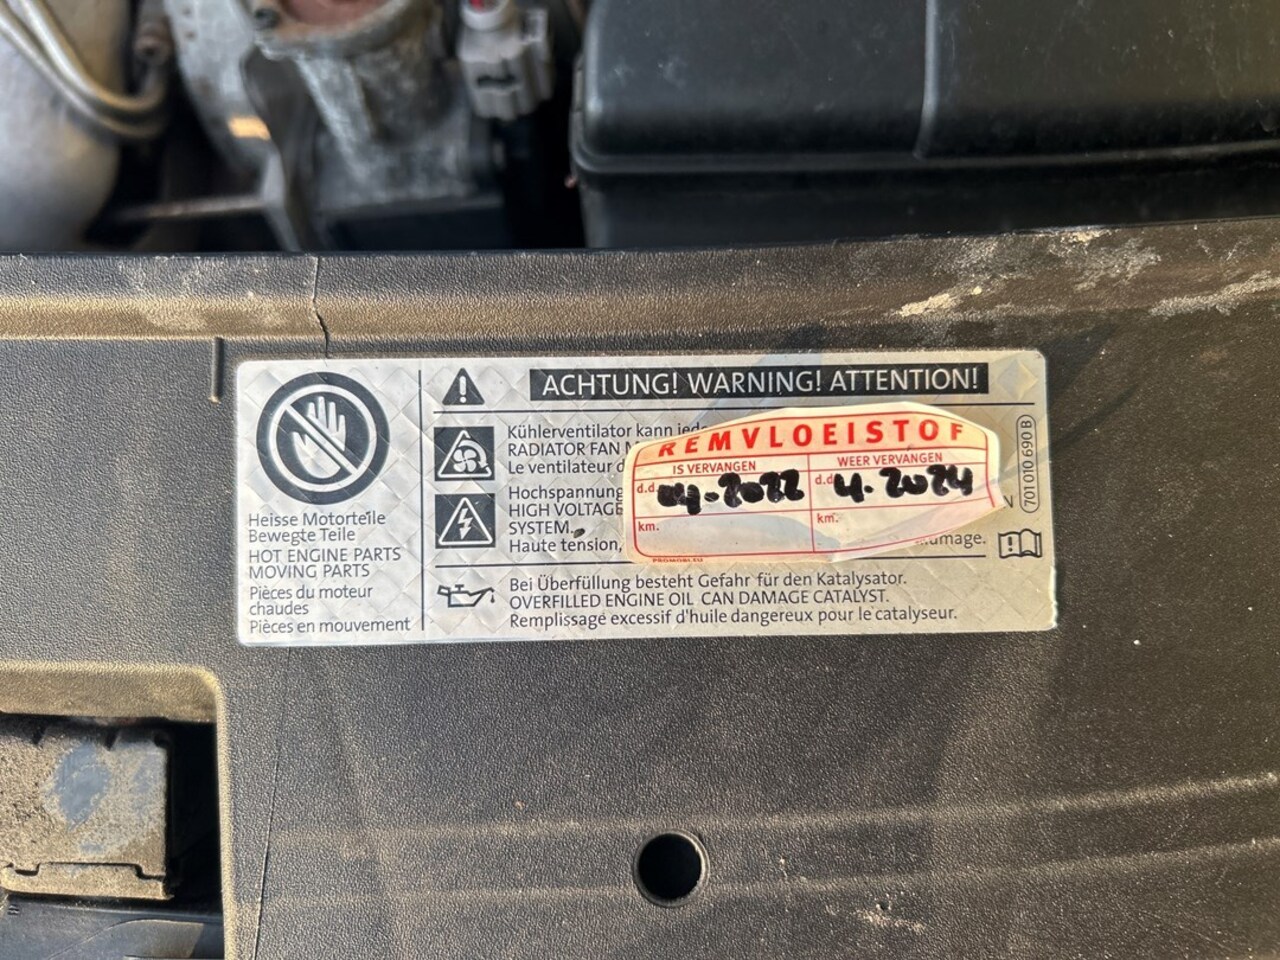 ACHTUNG! WARNING! ATTENTION!
Kühlerventilator kann
RADIATOR FAN
Le ventilateur
Hochspannung
HIGH VOLTAGE
SYSTEM.
Haute tension,
Bei Überfüllung besteht Gefahr für den Katalysator.
OVERFILLED ENGINE OIL CAN DAMAGE CATALYST.
Remplissage excessif d'huile dangereux pour le catalyseur.
Heisse Motorteile
Bewegte Teile
HOT ENGINE PARTS
MOVING PARTS
Pièces du moteur
chaudes
Pièces en mouvement
REMVLOEISTOF
IS VERVANGEN
d.d. 04-2022
km.
WEER VERVANGEN
d.d. 4.2024
km.
701 010 690 B